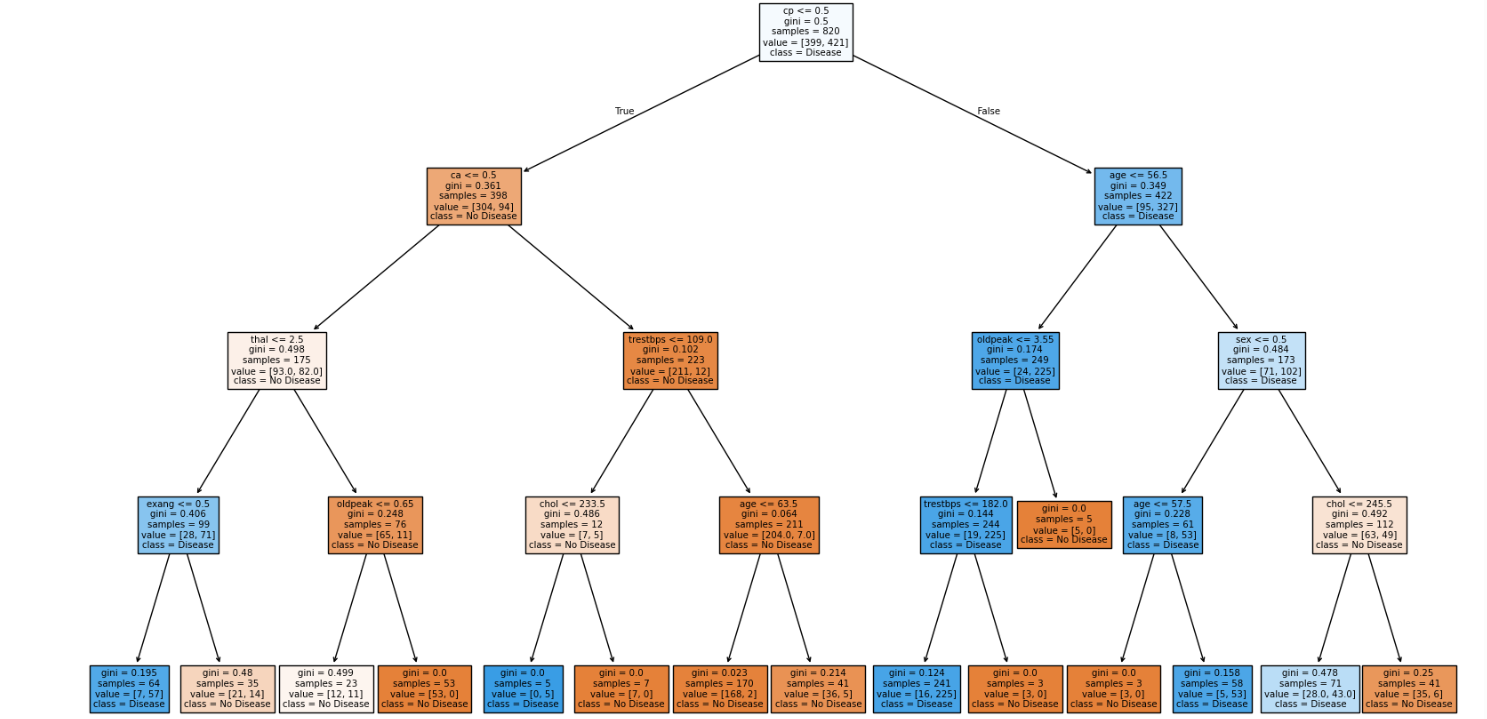 cp <= 0.5
gini = 0.5
samples = 820
value = [399, 421]
class = Disease
True
False
ca <= 0.5
gini = 0.361
samples = 398
value = [304, 94]
class = No Disease
age <= 56.5
gini = 0.349
samples = 422
value = [95, 327]
class = Disease
thal <= 2.5
gini = 0.498
samples = 175
value = [93.0, 82.0]
class = No Disease
trestbps <= 109.0
gini = 0.102
samples = 223
value = [211, 12]
class = No Disease
oldpeak <= 3.55
gini = 0.174
samples = 249
value = [24, 225]
class = Disease
sex <= 0.5
gini = 0.484
samples = 173
value = [71, 102]
class = Disease
exang <= 0.5
gini = 0.406
samples = 99
value = [28, 71]
class = Disease
oldpeak <= 0.65
gini = 0.248
samples = 76
value = [65, 11]
class = No Disease
chol <= 233.5
gini = 0.486
samples = 12
value = [7, 5]
class = No Disease
age <= 63.5
gini = 0.064
samples = 211
value = [204.0, 7.0]
class = No Disease
trestbps <= 182.0
gini = 0.144
samples = 244
value = [19, 225]
class = Disease
gini = 0.0
samples = 5
value = [5, 0]
class = No Disease
age <= 57.5
gini = 0.228
samples = 61
value = [8, 53]
class = Disease
chol <= 245.5
gini = 0.492
samples = 112
value = [63, 49]
class = No Disease
gini = 0.195
samples = 64
value = [7, 57]
class = Disease
gini = 0.48
samples = 35
value = [21, 14]
class = No Disease
gini = 0.499
samples = 23
value = [12, 11]
class = No Disease
gini = 0.0
samples = 53
value = [53, 0]
class = No Disease
gini = 0.0
samples = 5
value = [0, 5]
class = Disease
gini = 0.0
samples = 7
value = [7, 0]
class = No Disease
gini = 0.023
samples = 170
value = [168, 2]
class = No Disease
gini = 0.214
samples = 41
value = [36, 5]
class = No Disease
gini = 0.124
samples = 241
value = [16, 225]
class = Disease
gini = 0.0
samples = 3
value = [3, 0]
class = No Disease
gini = 0.0
samples = 3
value = [3, 0]
class = No Disease
gini = 0.158
samples = 58
value = [5, 53]
class = Disease
gini = 0.478
samples = 71
value = [28.0, 43.0]
class = Disease
gini = 0.25
samples = 41
value = [35, 6]
class = No Disease